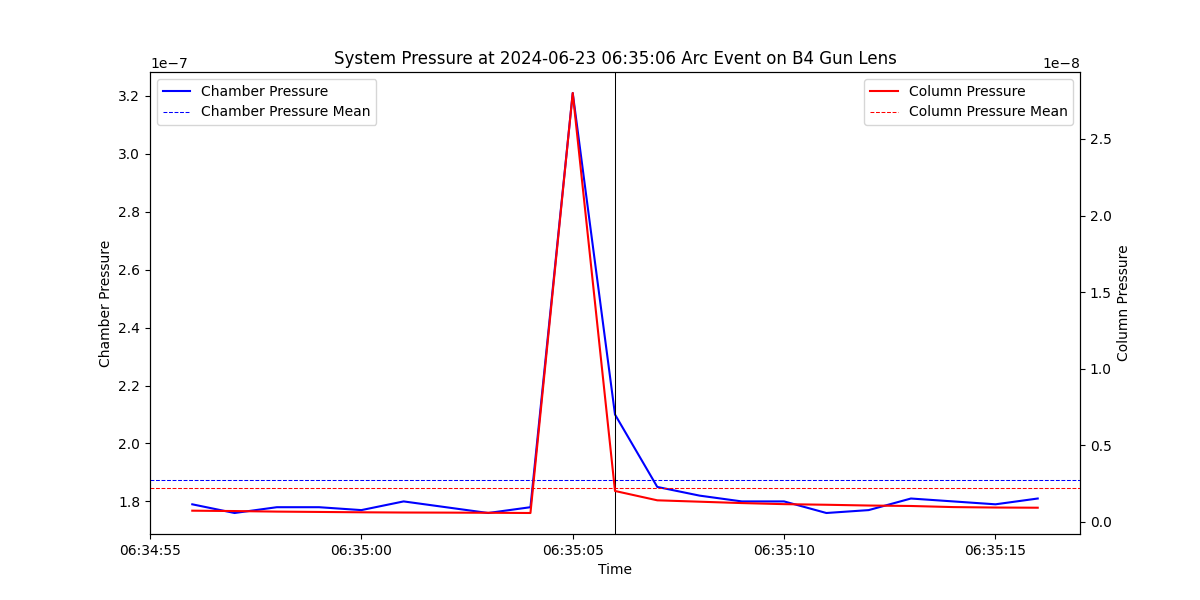 System Pressure at 2024-06-23 06:35:06 Arc Event on B4 Gun Lens
1e−7
1e−8
Chamber Pressure
Chamber Pressure Mean
Column Pressure
Column Pressure Mean
3.2
3.0
2.8
2.6
2.4
2.2
2.0
1.8
Chamber Pressure
2.5
2.0
1.5
1.0
0.5
0.0
Column Pressure
06:34:55 06:35:00 06:35:05 06:35:10 06:35:15
Time